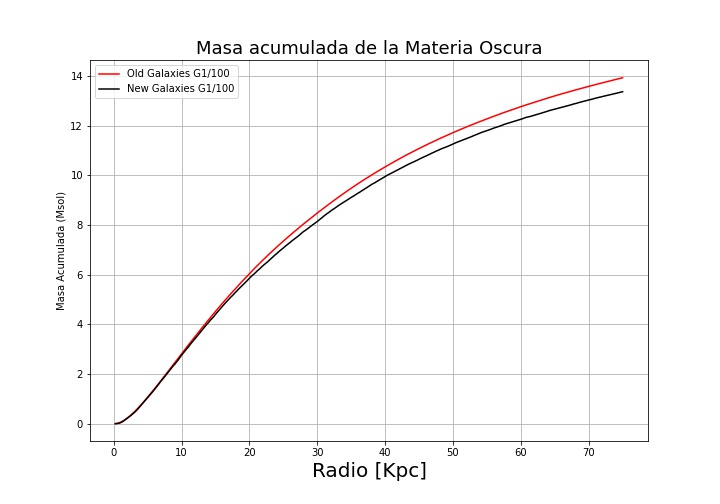 Masa acumulada de la Materia Oscura
Old Galaxies G1/100
New Galaxies G1/100
Masa Acumulada (Msol)
14
12
10
8
6
4
2
0
0 10 20 30 40 50 60 70
Radio [Kpc]